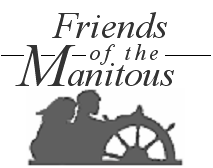 Friends
of the
Manitous